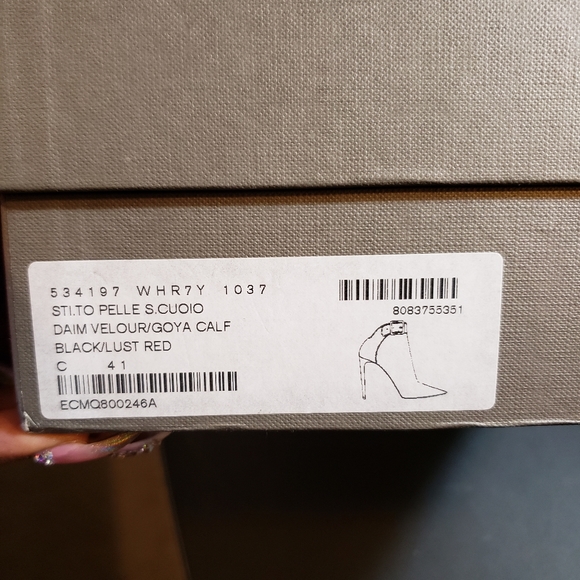 534197 WHR7Y 1037
STI.TO PELLE S.CUOIO
DAIM VELOUR/GOYA CALF
BLACK/LUST RED
C 41
ECMQ800246A
8083755351